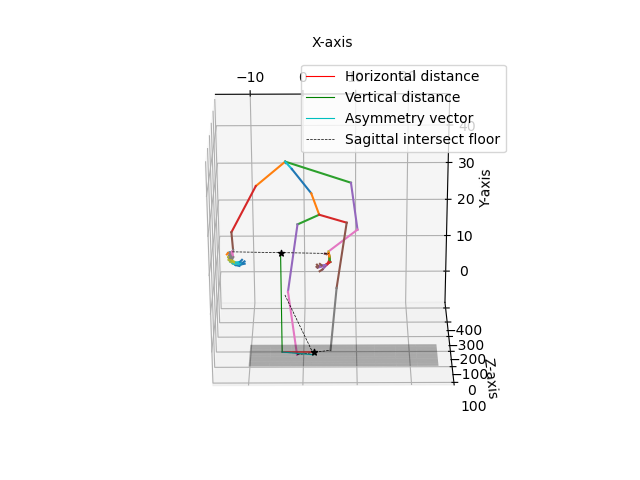 X-axis
−10
0
Horizontal distance
Vertical distance
Asymmetry vector
Sagittal intersect floor
40
30
20
10
0
Y-axis
−400
−300
−200
−100
0
100
Z-axis